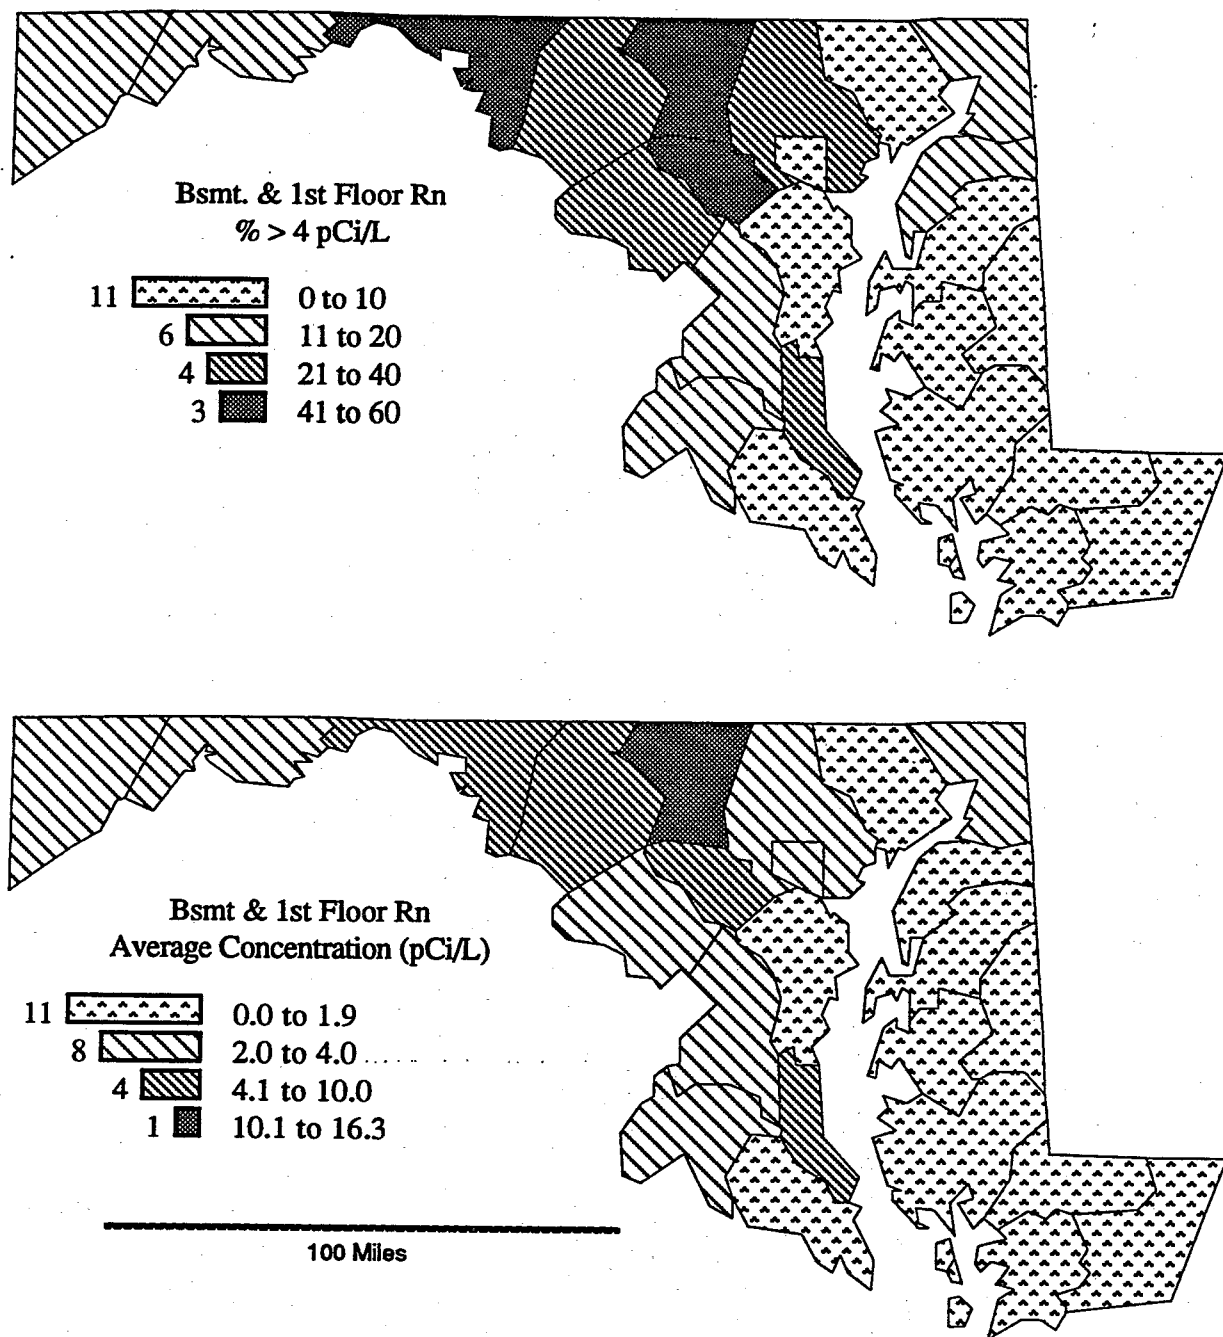 Bsmt. & 1st Floor Rn
% > 4 pCi/L
11 0 to 10
6 11 to 20
4 21 to 40
3 41 to 60
Bsmt & 1st Floor Rn
Average Concentration (pCi/L)
11 0.0 to 1.9
8 2.0 to 4.0
4 4.1 to 10.0
1 10.1 to 16.3
100 Miles